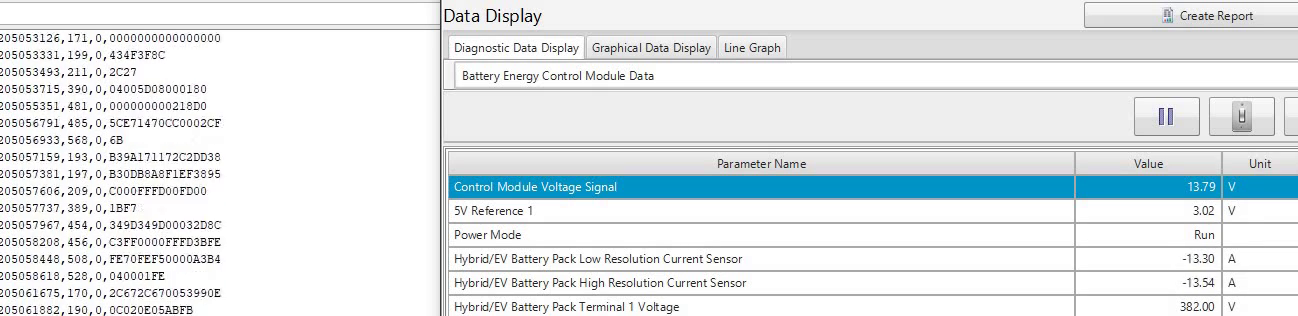 205053126,171,0,0000000000000000
205053331,199,0,434F3F8C
205053493,211,0,2C27
205053715,390,0,04005D08000180
205055351,481,0,000000000218D0
205056791,485,0,5CE71470CC0002CF
205056933,568,0,6B
205057159,193,0,B39A171172C2DD38
205057381,197,0,B30DB8A8F1EF3895
205057606,209,0,C000FFFD00FD00
205057737,389,0,1BF7
205057967,454,0,349D349D00032D8C
205058208,456,0,C3FF0000FFFD3BFE
205058448,508,0,FE70FEF50000A3B4
205058618,528,0,040001FE
205061675,170,0,2C672C670053990E
205061882,190,0,0C020E05ABFB
Data Display
Create Report
Diagnostic Data Display Graphical Data Display Line Graph
Battery Energy Control Module Data
Parameter Name Value Unit
Control Module Voltage Signal 13.79 V
5V Reference 1 3.02 V
Power Mode Run
Hybrid/EV Battery Pack Low Resolution Current Sensor -13.30 A
Hybrid/EV Battery Pack High Resolution Current Sensor -13.54 A
Hybrid/EV Battery Pack Terminal 1 Voltage 382.00 V